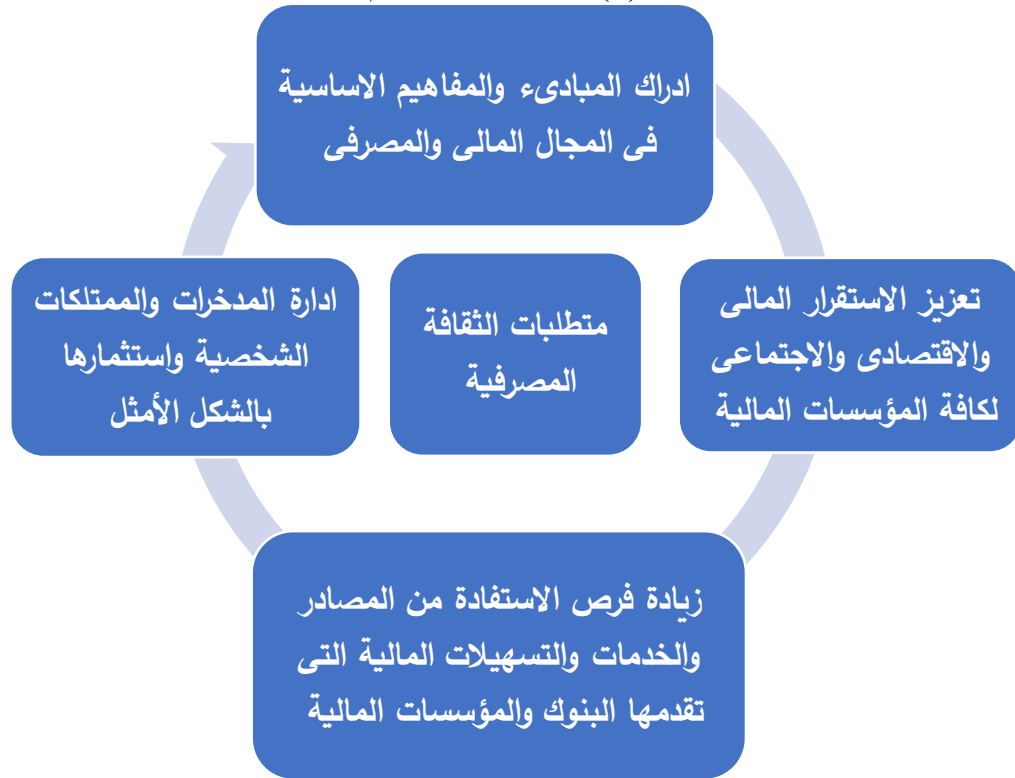 ادراك المبادىء والمفاهيم الاساسية
فى المجال المالى والمصرفى
تعزيز الاستقرار المالى
والاقتصادى والاجتماعى
لكافة المؤسسات المالية
متطلبات الثقافة
المصرفية
ادارة المدخرات والممتلكات
الشخصية واستثمارها
بالشكل الأمثل
زيادة فرص الاستفادة من المصادر
والخدمات والتسهيلات المالية التى
تقدمها البنوك والمؤسسات المالية